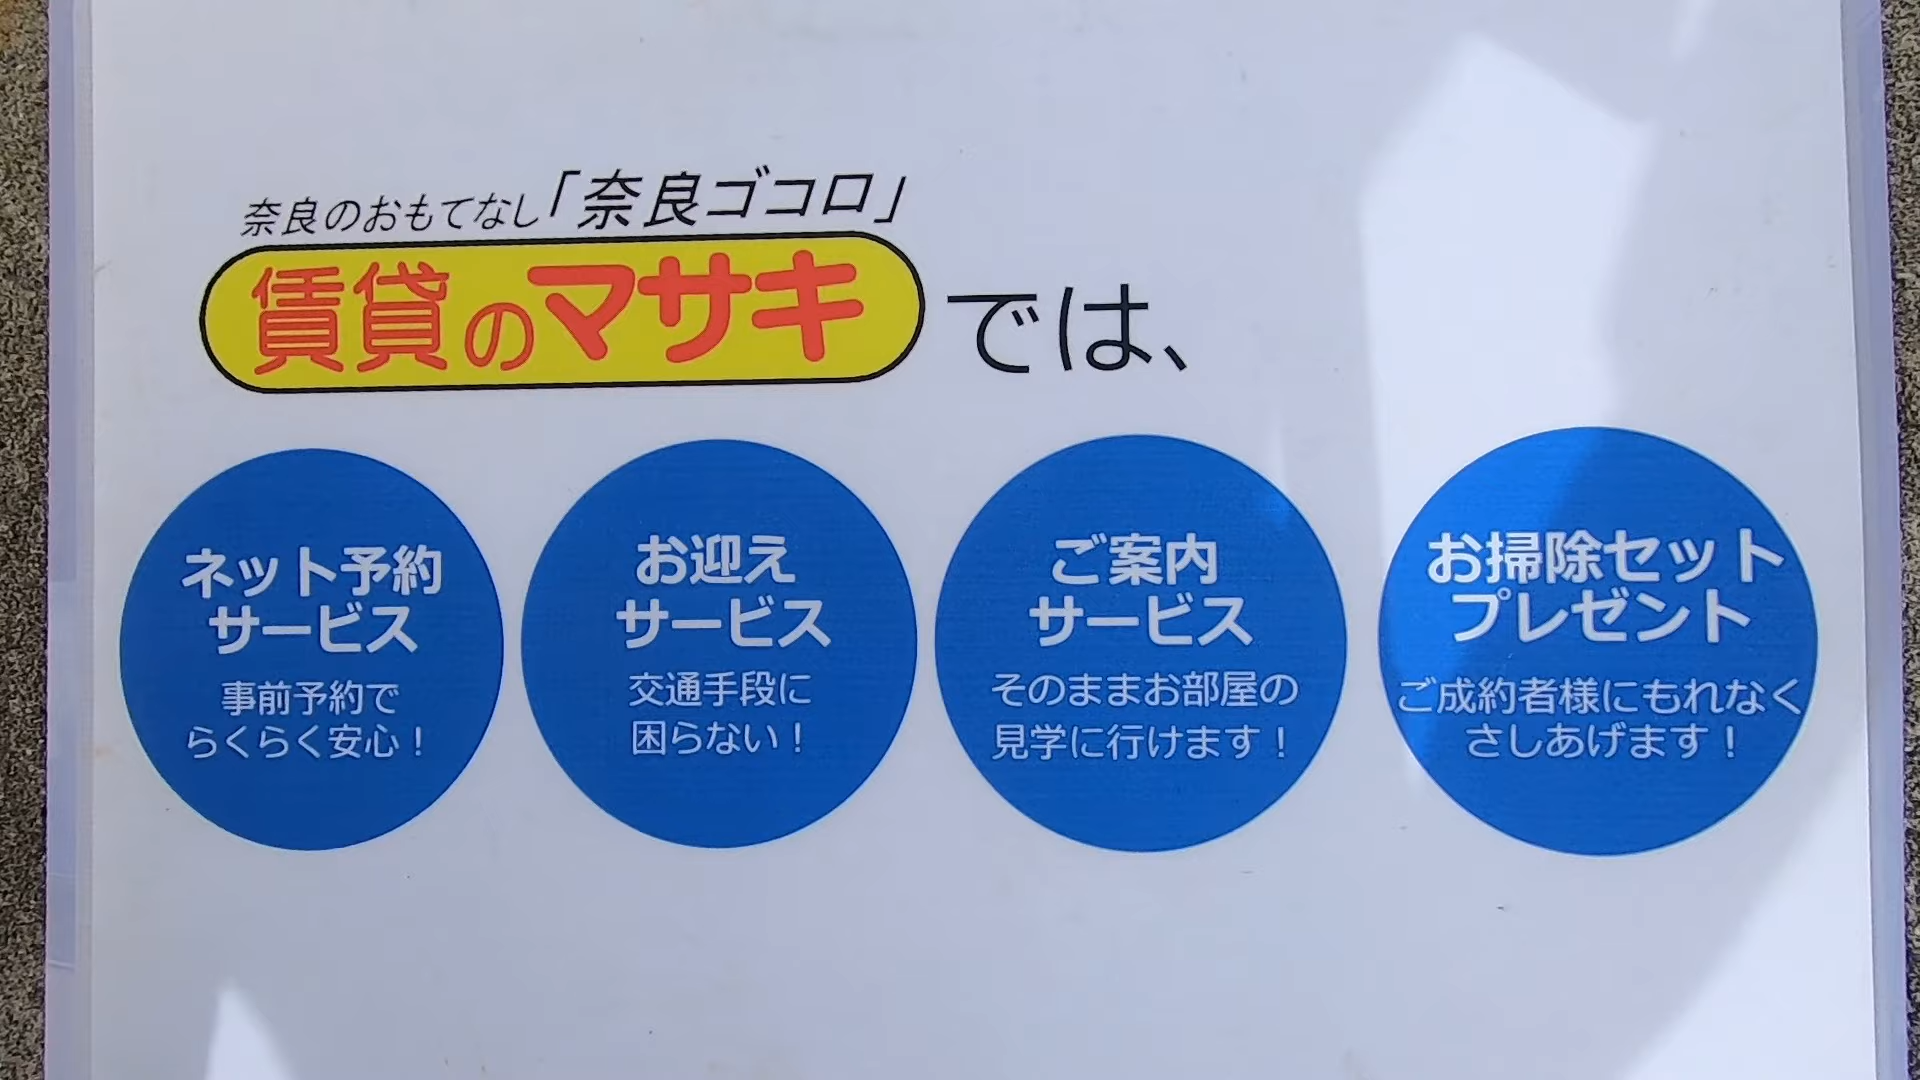 奈良のおもてなし「奈良ゴコロ」
賃貸のマサキでは、
ネット予約
サービス
事前予約で
らくらく安心！
お迎え
サービス
交通手段に
困らない！
ご案内
サービス
そのままお部屋の
見学に行けます！
お掃除セット
プレゼント
ご成約者様にもれなく
さしあげます！